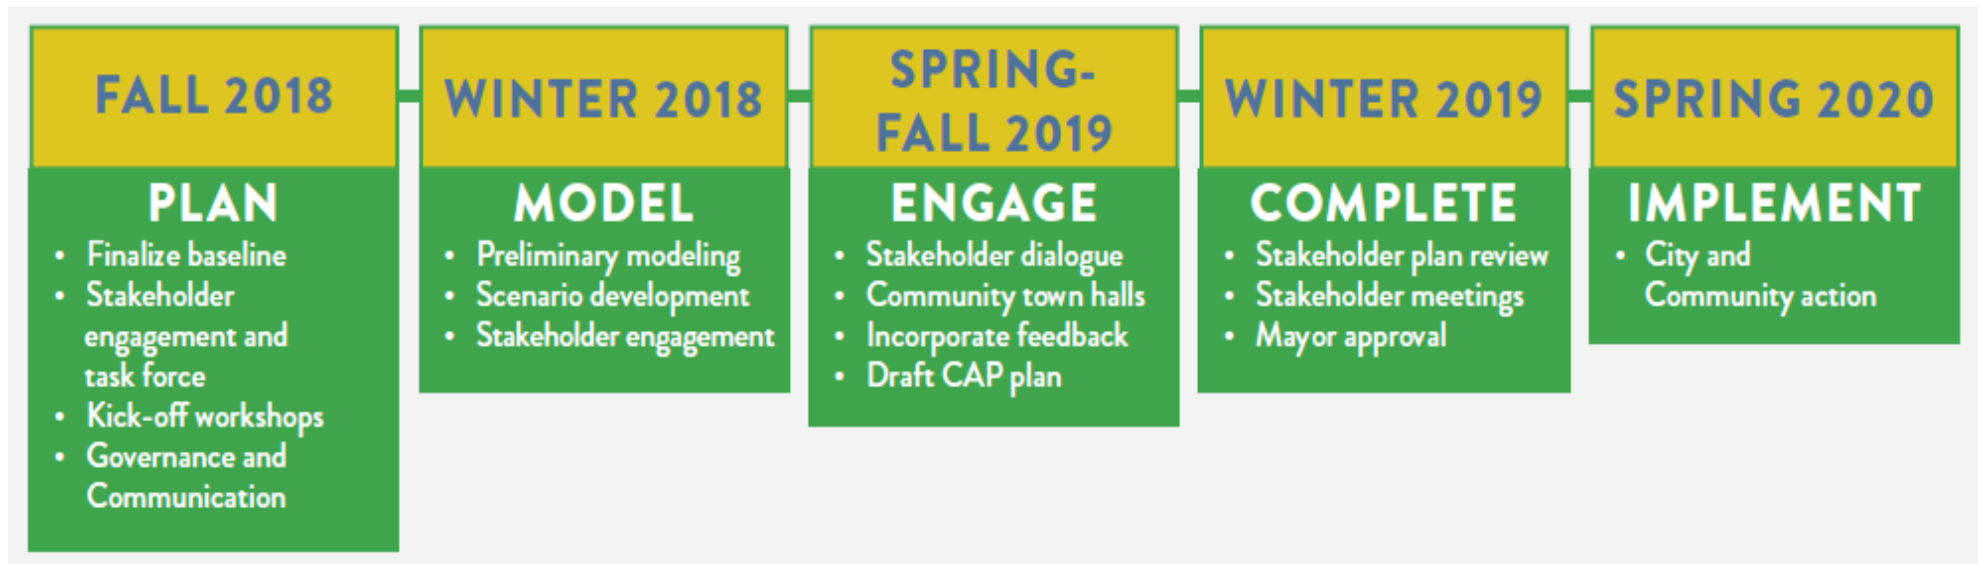 FALL 2018
PLAN
• Finalize baseline
• Stakeholder
engagement and
task force
• Kick-off workshops
• Governance and
Communication
WINTER 2018
MODEL
• Preliminary modeling
• Scenario development
• Stakeholder engagement
SPRING-
FALL 2019
ENGAGE
• Stakeholder dialogue
• Community town halls
• Incorporate feedback
• Draft CAP plan
WINTER 2019
COMPLETE
• Stakeholder plan review
• Stakeholder meetings
• Mayor approval
SPRING 2020
IMPLEMENT
• City and
Community action